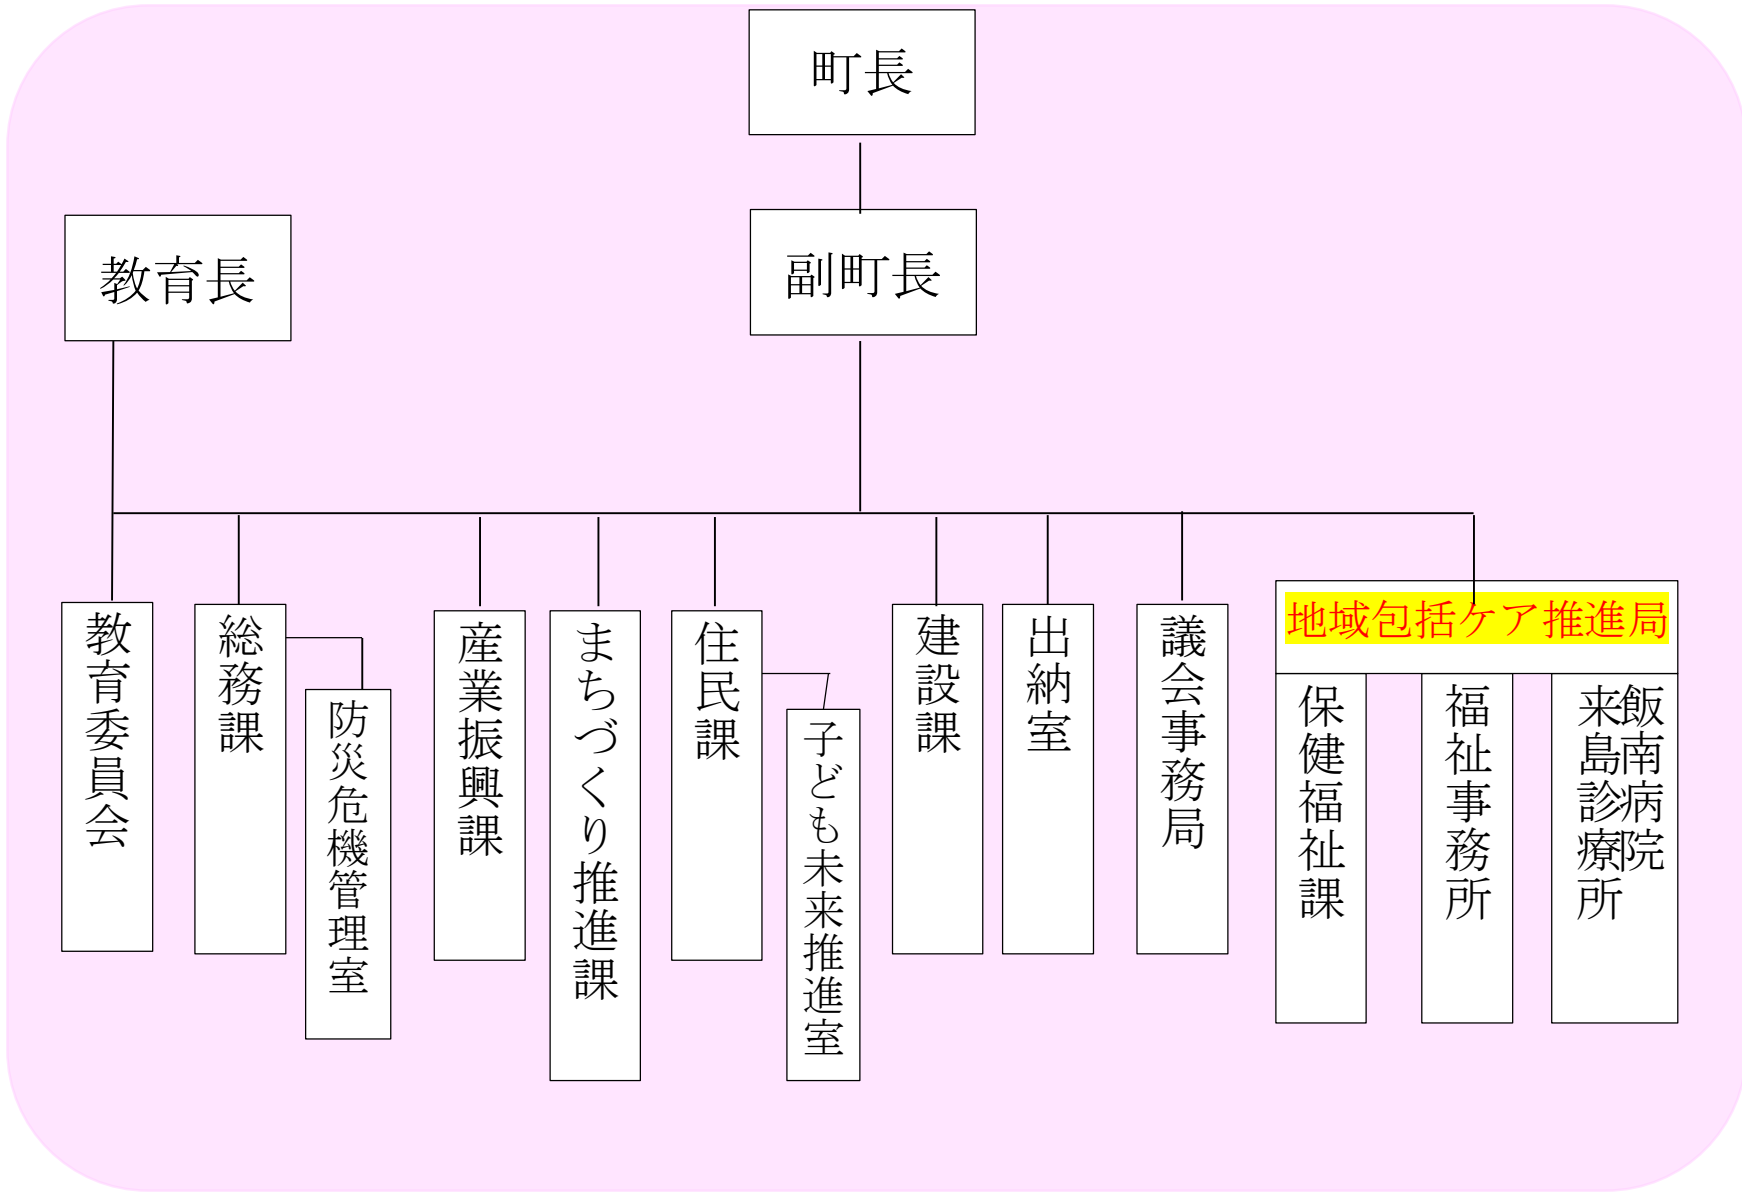 町長
教育長
副町長
教育委員会
総務課
防災危機管理室
産業振興課
まちづくり推進課
住民課
子ども未来推進室
建設課
出納室
議会事務局
地域包括ケア推進局
保健福祉課
福祉事務所
飯南病院
来島診療所